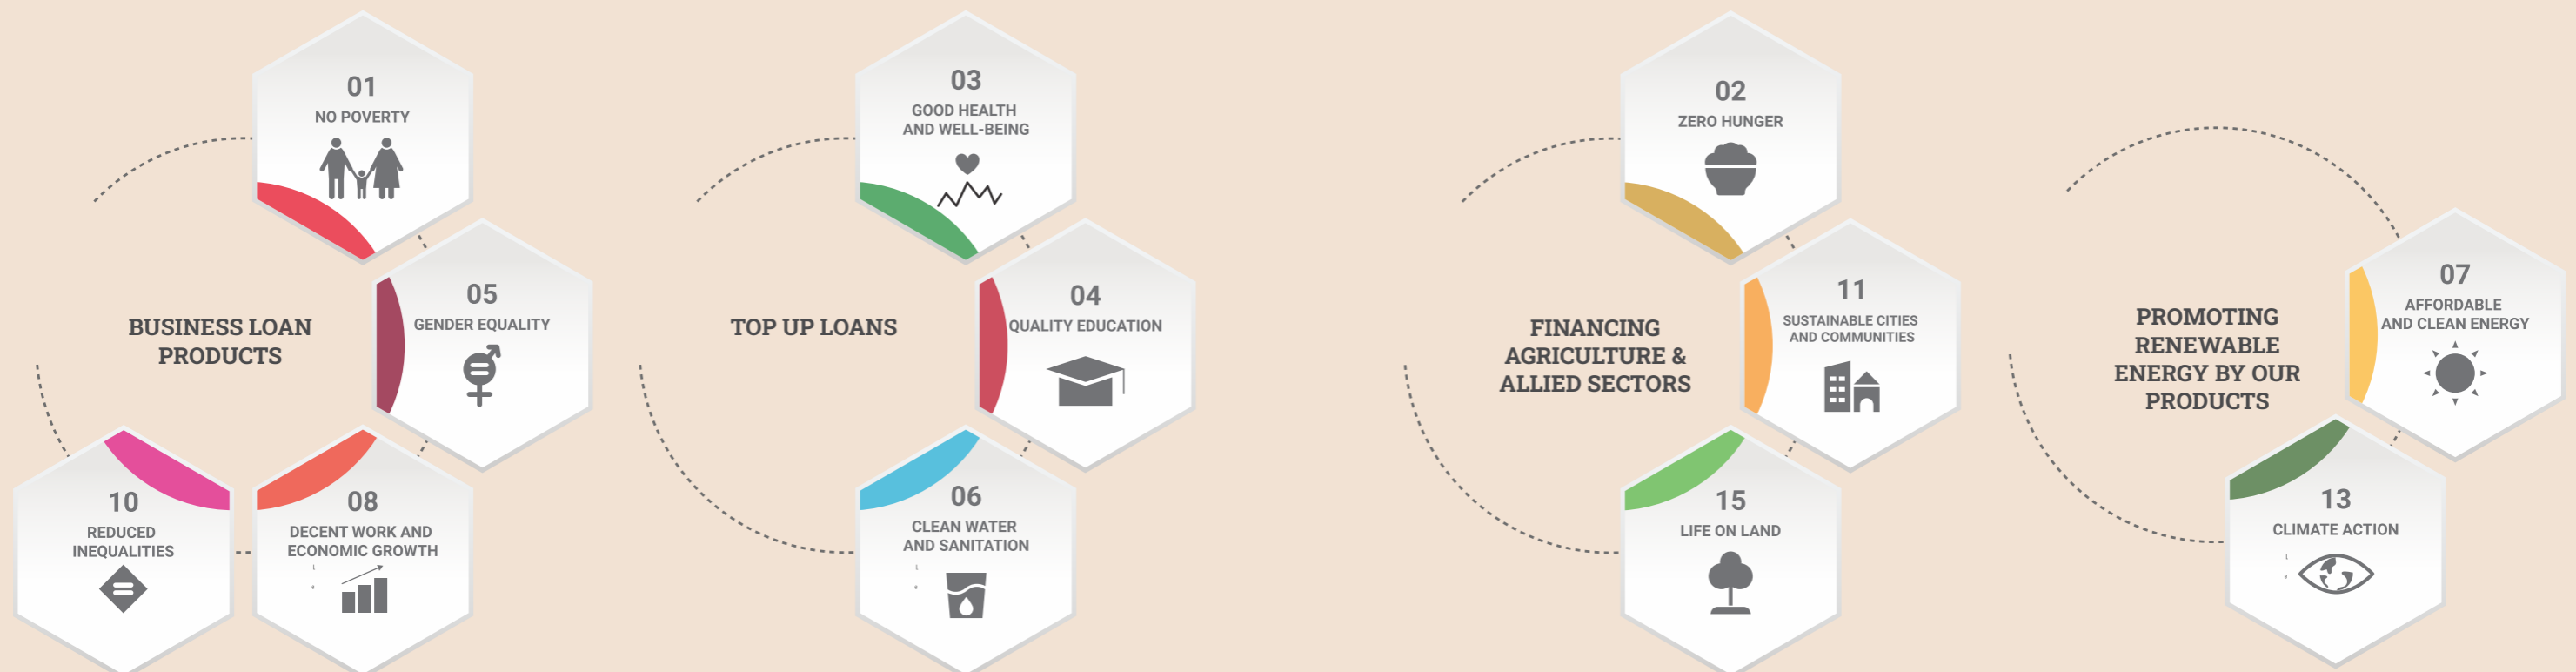 BUSINESS LOAN
PRODUCTS
01
NO POVERTY
05
GENDER EQUALITY
08
DECENT WORK AND
ECONOMIC GROWTH
10
REDUCED
INEQUALITIES
TOP UP LOANS
03
GOOD HEALTH
AND WELL-BEING
04
QUALITY EDUCATION
06
CLEAN WATER
AND SANITATION
FINANCING
AGRICULTURE &
ALLIED SECTORS
02
ZERO HUNGER
11
SUSTAINABLE CITIES
AND COMMUNITIES
15
LIFE ON LAND
PROMOTING
RENEWABLE
ENERGY BY OUR
PRODUCTS
07
AFFORDABLE
AND CLEAN ENERGY
13
CLIMATE ACTION